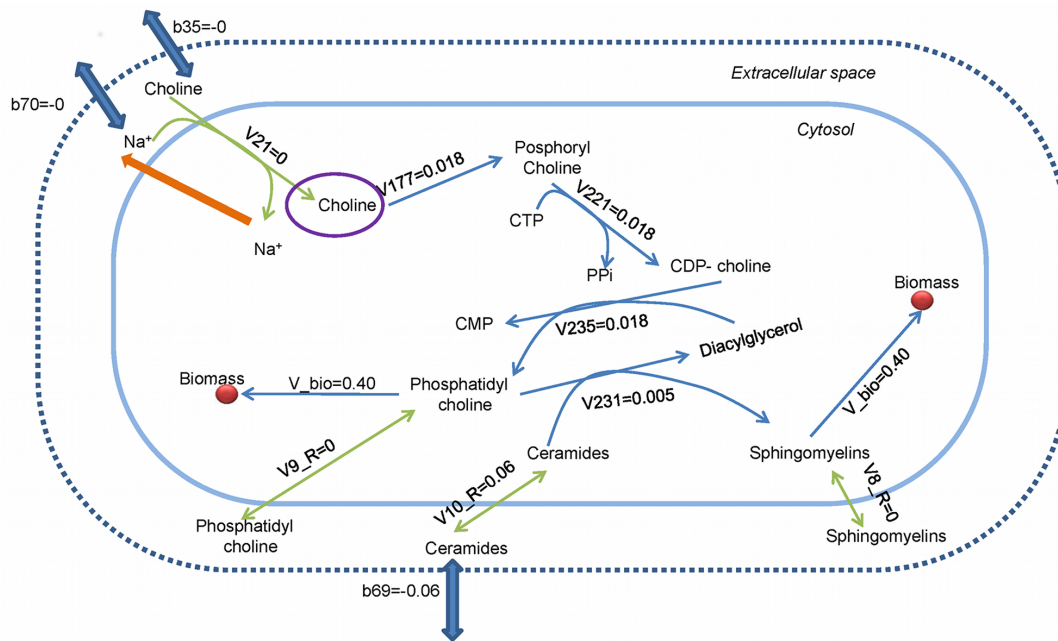 b35=-0
Extracellular space
Choline
b70=-0
Na⁺
Cytosol
V21=0
Posphoryl
Choline
V177=0.018
Choline
V221=0.018
CTP
Na⁺
PPi
CDP- choline
Biomass
CMP
V235=0.018
Diacylglycerol
Biomass
V_bio=0.40
Phosphatidyl
choline
V231=0.005
V_bio=0.40
V9_R=0
Ceramides
Sphingomyelins
V10_R=0.06
V8_R=0
Phosphatidyl
choline
Ceramides
Sphingomyelins
b69=-0.06